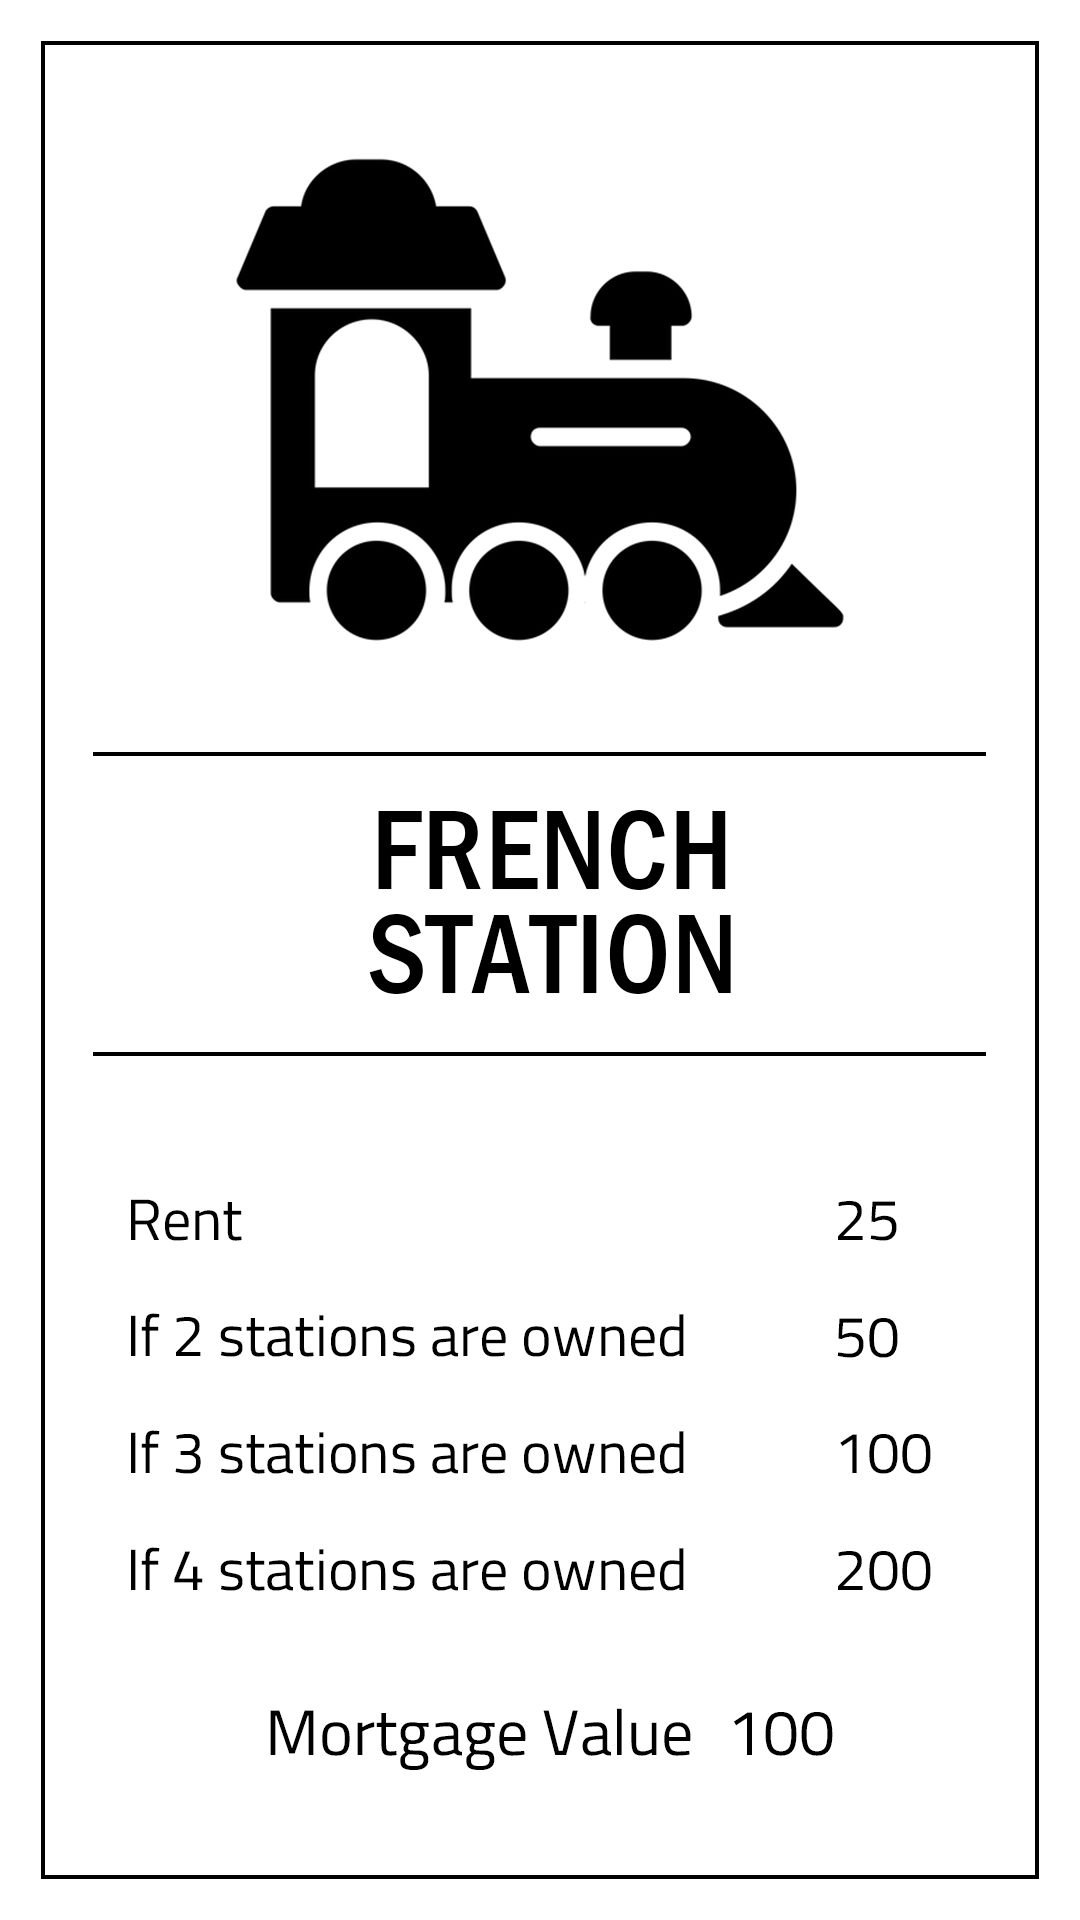 FRENCH
STATION
Rent 25
If 2 stations are owned 50
If 3 stations are owned 100
If 4 stations are owned 200
Mortgage Value 100